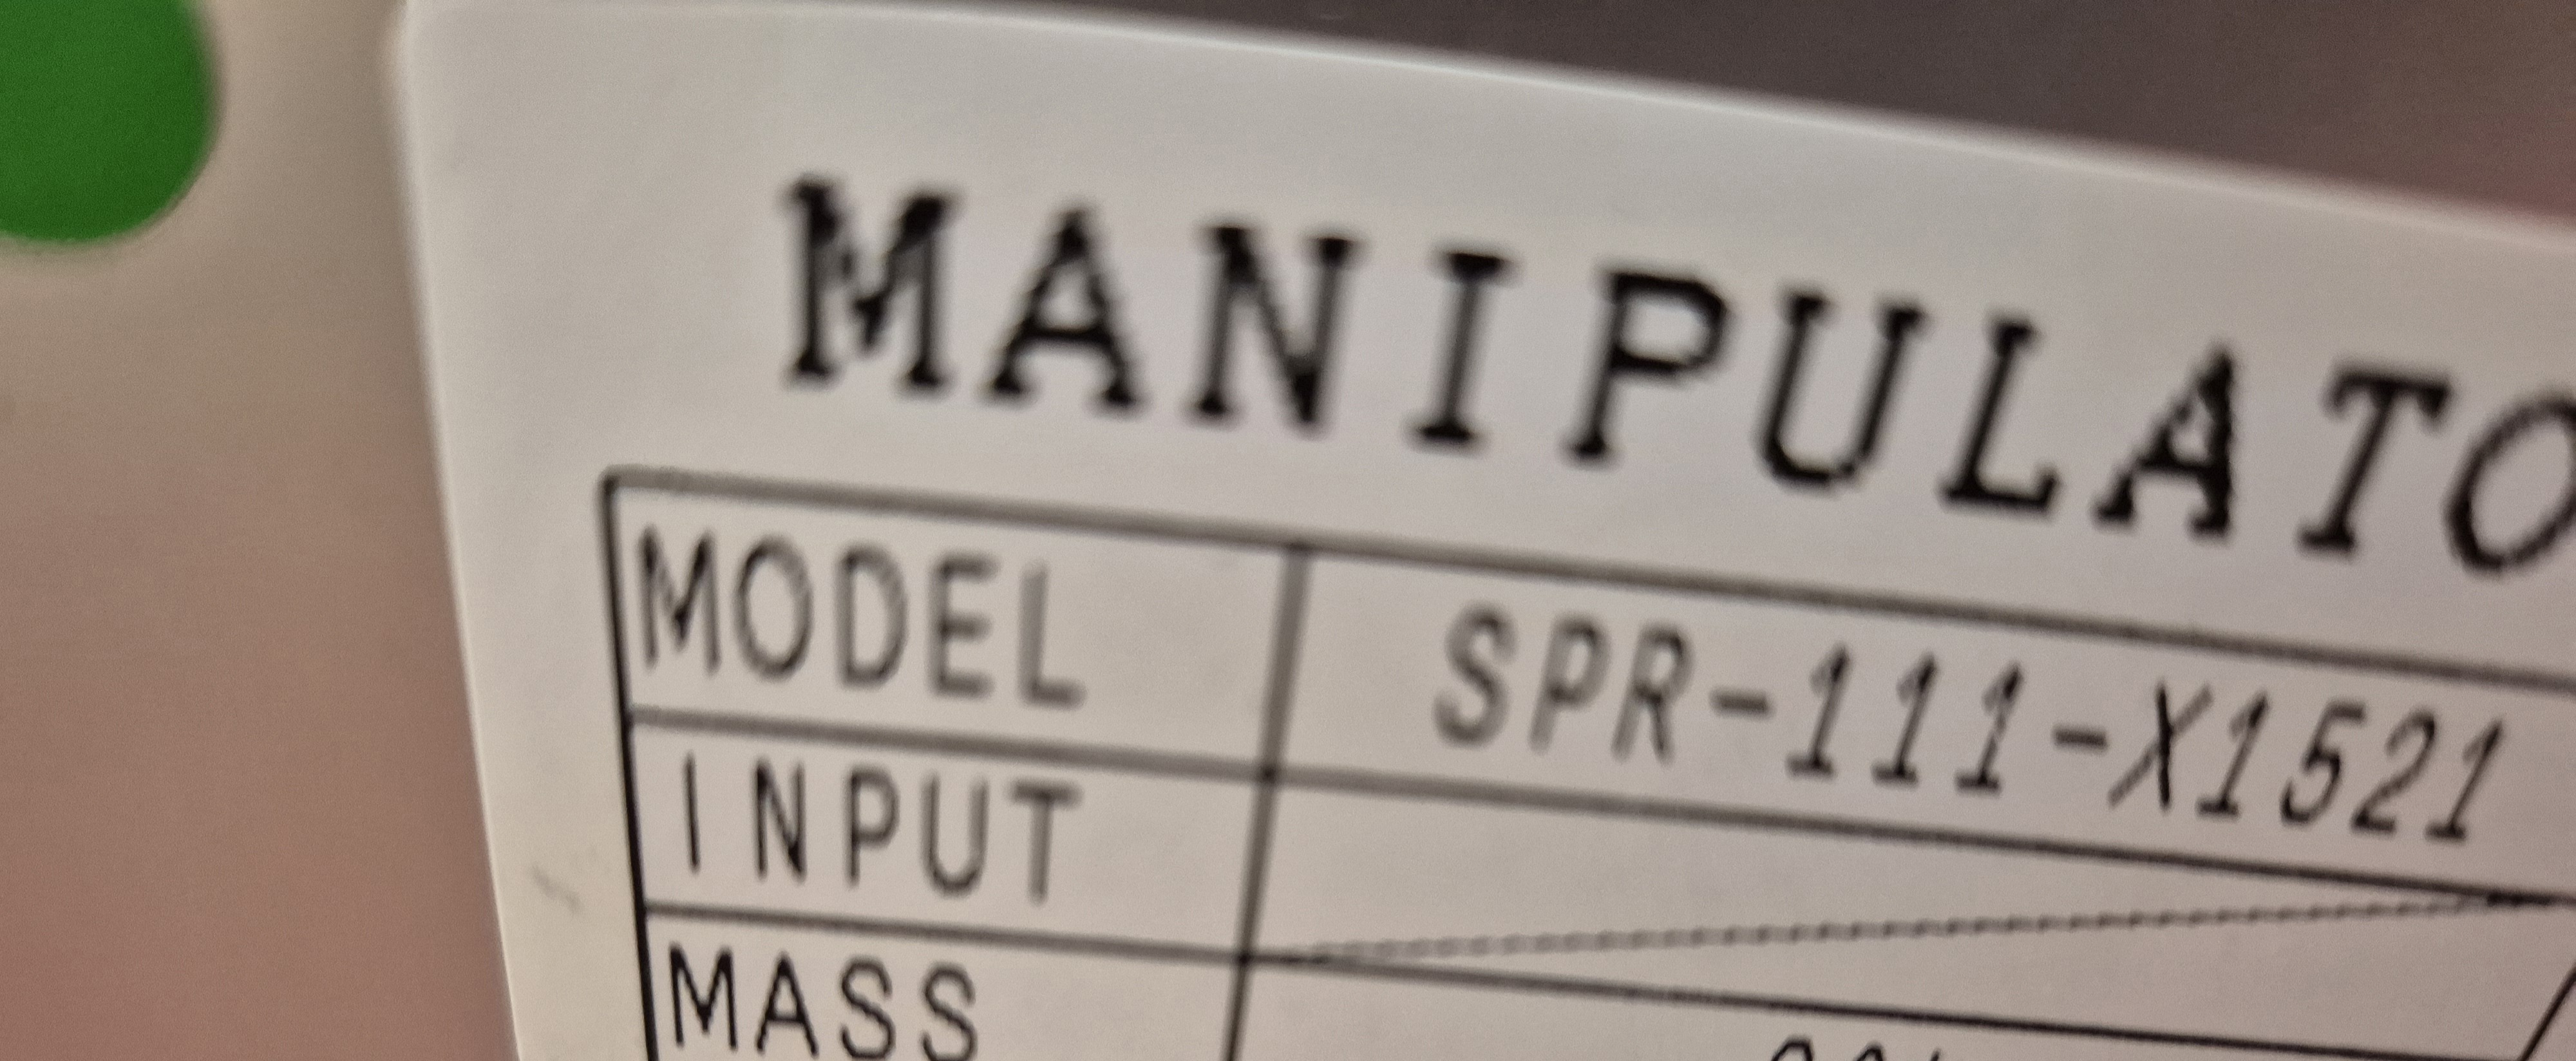 MANIPULATO
MODEL SPR-111-X1521
INPUT
MASS